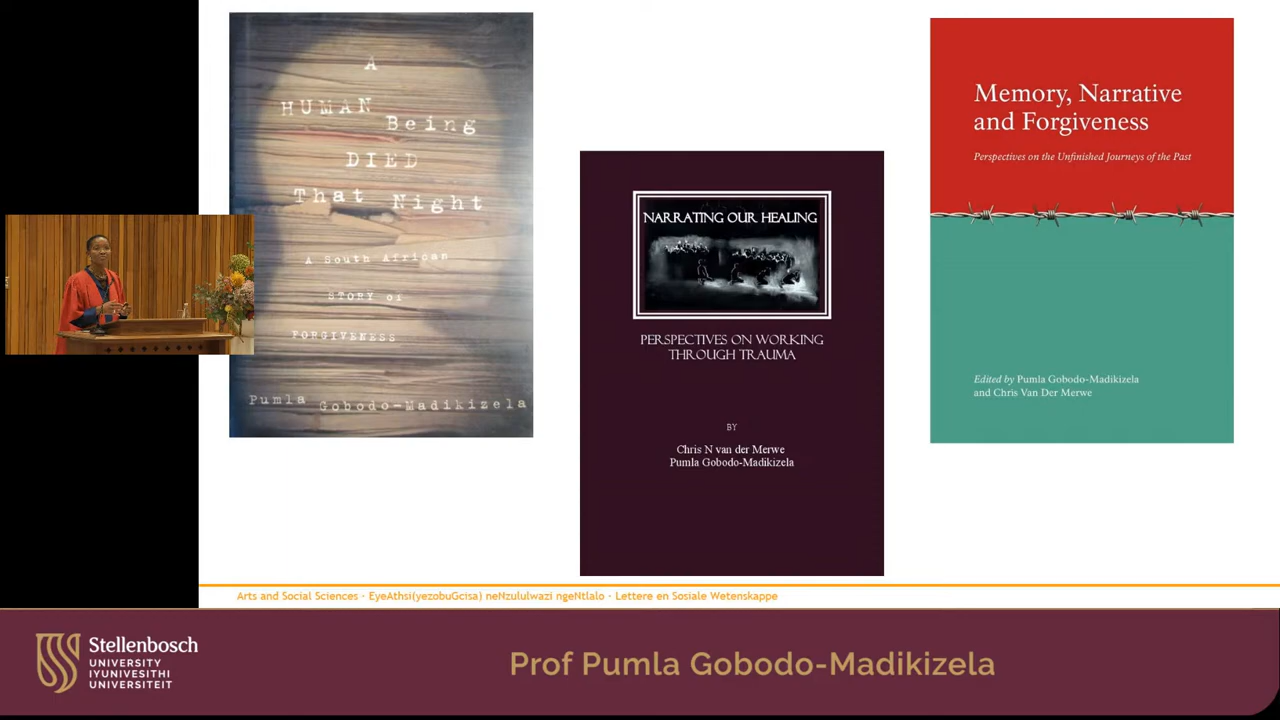 A
HUMAN Being
DIED
That Night
A South African
STORY of
FORGIVENESS
Pumla Gobodo-Madikizela
NARRATING OUR HEALING
PERSPECTIVES ON WORKING
THROUGH TRAUMA
BY
Chris N van der Merwe
Pumla Gobodo-Madikizela
Memory, Narrative
and Forgiveness
Perspectives on the Unfinished Journeys of the Past
Edited by Pumla Gobodo-Madikizela
and Chris Van Der Merwe
Arts and Social Sciences · EyeAthsi(yezobuGcisa) neNzululwazi ngeNtlalo · Lettere en Sosiale Wetenskappe
Stellenbosch
UNIVERSITY
IYUNIVESITHI
UNIVERSITEIT
Prof Pumla Gobodo-Madikizela